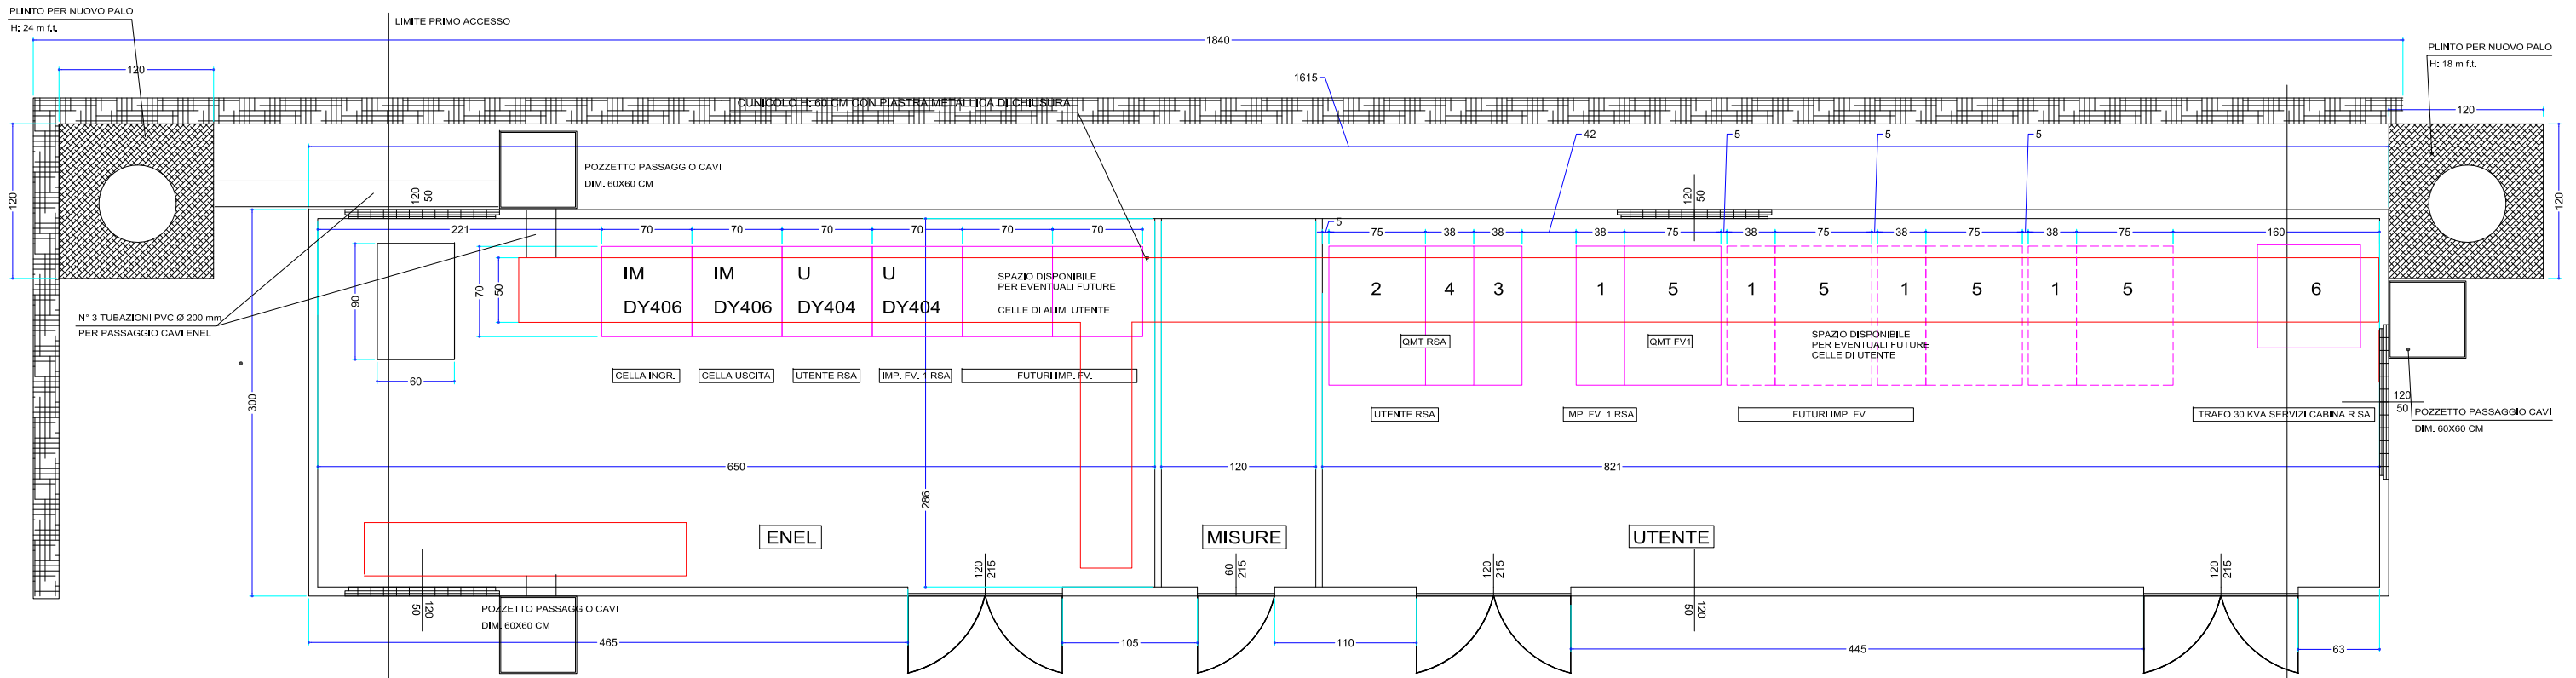 PLINTO PER NUOVO PALO
H: 24 m f.t.
LIMITE PRIMO ACCESSO
1840
PLINTO PER NUOVO PALO
H: 18 m f.t.
120
1615
CUNICOLO H: 60 CM CON PIASTRA METALLICA DI CHIUSURA
120
42
5
5
5
POZZETTO PASSAGGIO CAVI
DIM. 60X60 CM
120
50
120
50
120
120
221
70
70
70
70
70
70
5
75
38
38
38
75
38
75
38
75
38
75
160
IM
DY406
IM
DY406
U
DY404
U
DY404
SPAZIO DISPONIBILE
PER EVENTUALI FUTURE
CELLE DI ALIM. UTENTE
70
50
90
60
2
4
3
1
5
1
5
1
5
1
5
6
N° 3 TUBAZIONI PVC Ø 200 mm
PER PASSAGGIO CAVI ENEL
QMT RSA
QMT FV1
SPAZIO DISPONIBILE
PER EVENTUALI FUTURE
CELLE DI UTENTE
CELLA INGR.
CELLA USCITA
UTENTE RSA
IMP. FV. 1 RSA
FUTURI IMP. FV.
300
UTENTE RSA
IMP. FV. 1 RSA
FUTURI IMP. FV.
TRAFO 30 KVA SERVIZI CABINA R.SA
120
50
POZZETTO PASSAGGIO CAVI
DIM. 60X60 CM
650
120
821
286
ENEL
MISURE
UTENTE
120
215
60
215
120
215
120
215
120
50
120
50
POZZETTO PASSAGGIO CAVI
DIM. 60X60 CM
465
105
110
445
63